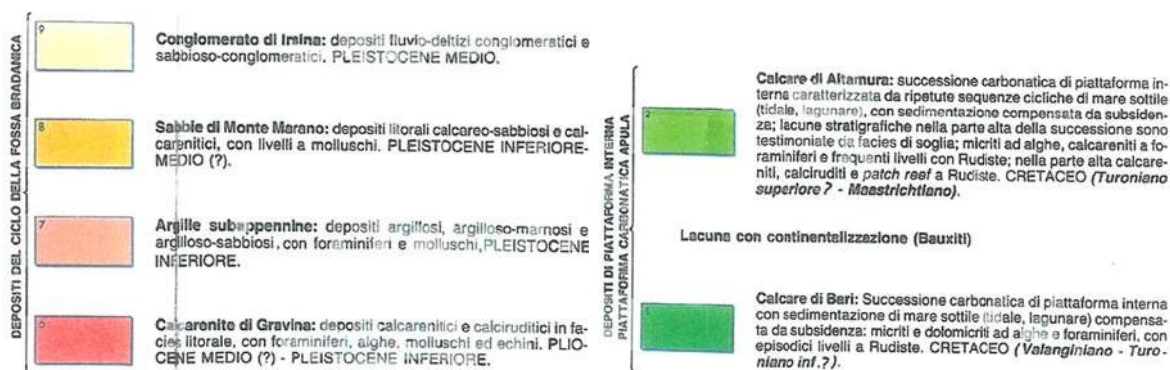 DEPOSITI DEL CICLO DELLA FOSSA BRADANICA
9
Conglomerato di Irsina: depositi fluvio-deltizi conglomeratici e
sabbioso-conglomeratici. PLEISTOCENE MEDIO.
8
Sabbie di Monte Marano: depositi litorali calcareo-sabbiosi e cal-
carenitici, con livelli a molluschi. PLEISTOCENE INFERIORE-
MEDIO (?).
7
Argille subappennine: depositi argillosi, argilloso-marnosi e
argilloso-sabbiosi, con foraminiferi e molluschi, PLEISTOCENE
INFERIORE.
Calcarenite di Gravina: depositi calcarenitici e calciruditici in fa-
cies litorale, con foraminiferi, alghe, molluschi ed echini. PLIO-
CENE MEDIO (?) - PLEISTOCENE INFERIORE.
DEPOSITI DI PIATTAFORMA INTERNA
PIATTAFORMA CARBONATICA APULA
2
Calcare di Altamura: successione carbonatica di piattaforma in-
terna caratterizzata da ripetute sequenze cicliche di mare sottile
(tidale, lagunare), con sedimentazione compensata da subsiden-
za; lacune stratigrafiche nella parte alta della successione sono
testimoniate da facies di soglia; micriti ad alghe, calcareniti a fo-
raminiferi e frequenti livelli con Rudiste; nella parte alta calcare-
niti, calciruditi e patch reef a Rudiste. CRETACEO (Turoniano
superiore? - Maastrichtiano).
Lacuna con continentalizzazione (Bauxiti)
1
Calcare di Bari: Successione carbonatica di piattaforma interna
con sedimentazione di mare sottile (tidale, lagunare) compensa-
ta da subsidenza: micriti e dolomicriti ad alghe e foraminiferi, con
episodici livelli a Rudiste. CRETACEO (Valanginiano - Turo-
niano inf.?).